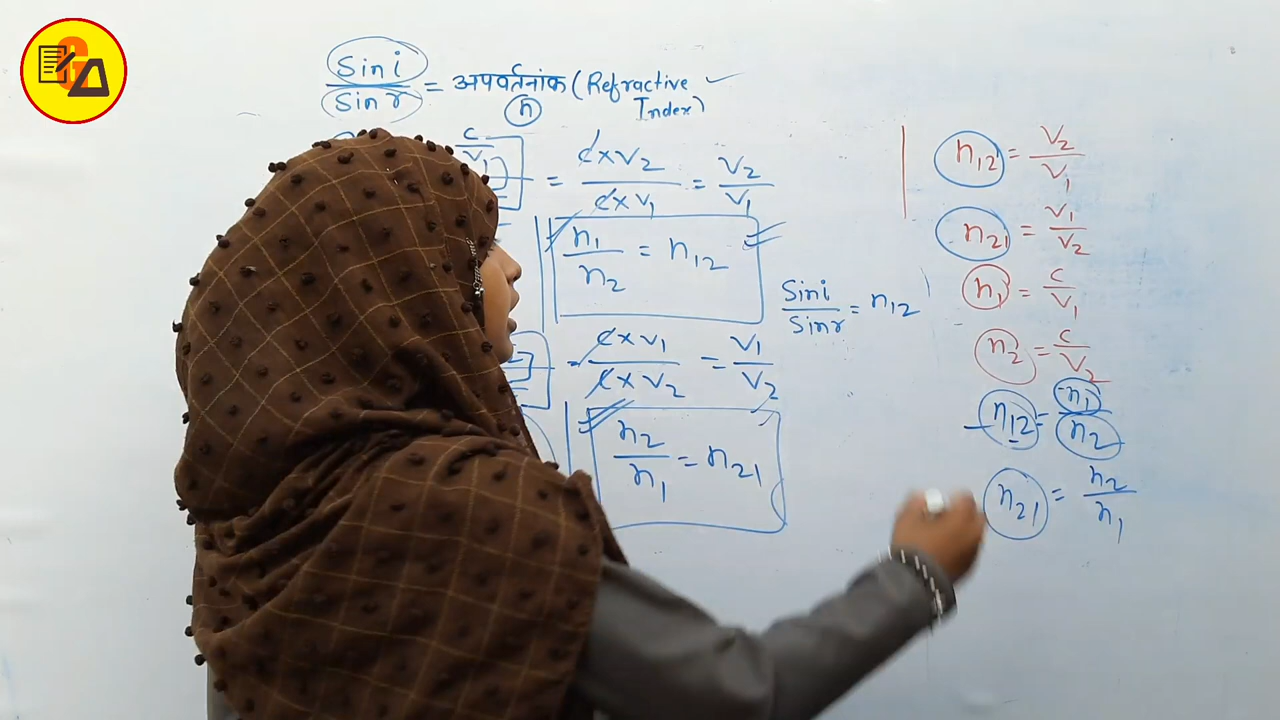 Sin i / Sin r = अपवर्तनांक (Refractive Index)
n
c / v₁ = c x v₂ / c x v₁ = v₂ / v₁
n₁ / n₂ = n₁₂
Sin i / Sin r = n₁₂
= c x v₁ / c x v₂ = v₁ / v₂
n₂ / n₁ = n₂₁
n₁₂ = v₂ / v₁
n₂₁ = v₁ / v₂
n₁ = c / v₁
n₂ = c / v₂
n₁₂ = n₁ / n₂
n₂₁ = n₂ / n₁